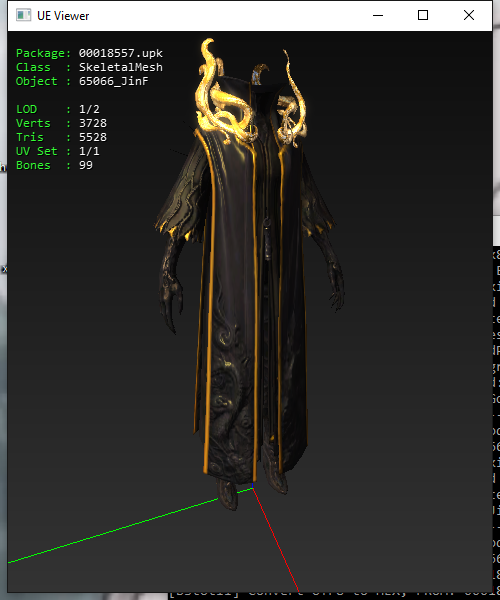 UE Viewer
Package: 00018557.upk
Class : SkeletalMesh
Object : 65066_JinF
LOD : 1/2
Verts : 3728
Tris : 5528
UV Set : 1/1
Bones : 99